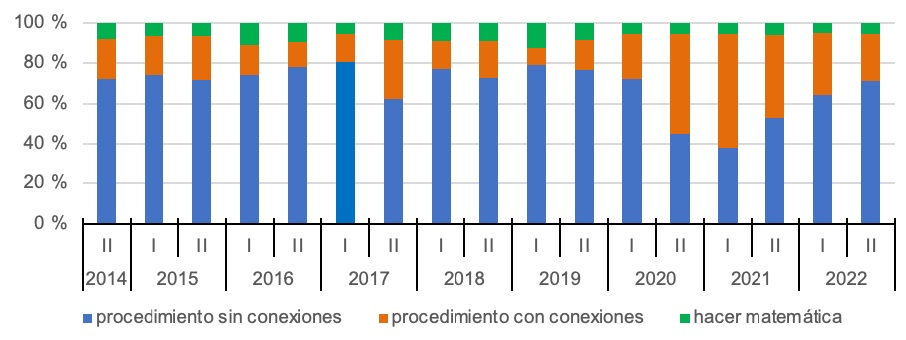 100 %
80 %
60 %
40 %
20 %
0 %
II I II I II I II I II I II I II I II I II
2014 2015 2016 2017 2018 2019 2020 2021 2022
procedimiento sin conexiones procedimiento con conexiones hacer matemática